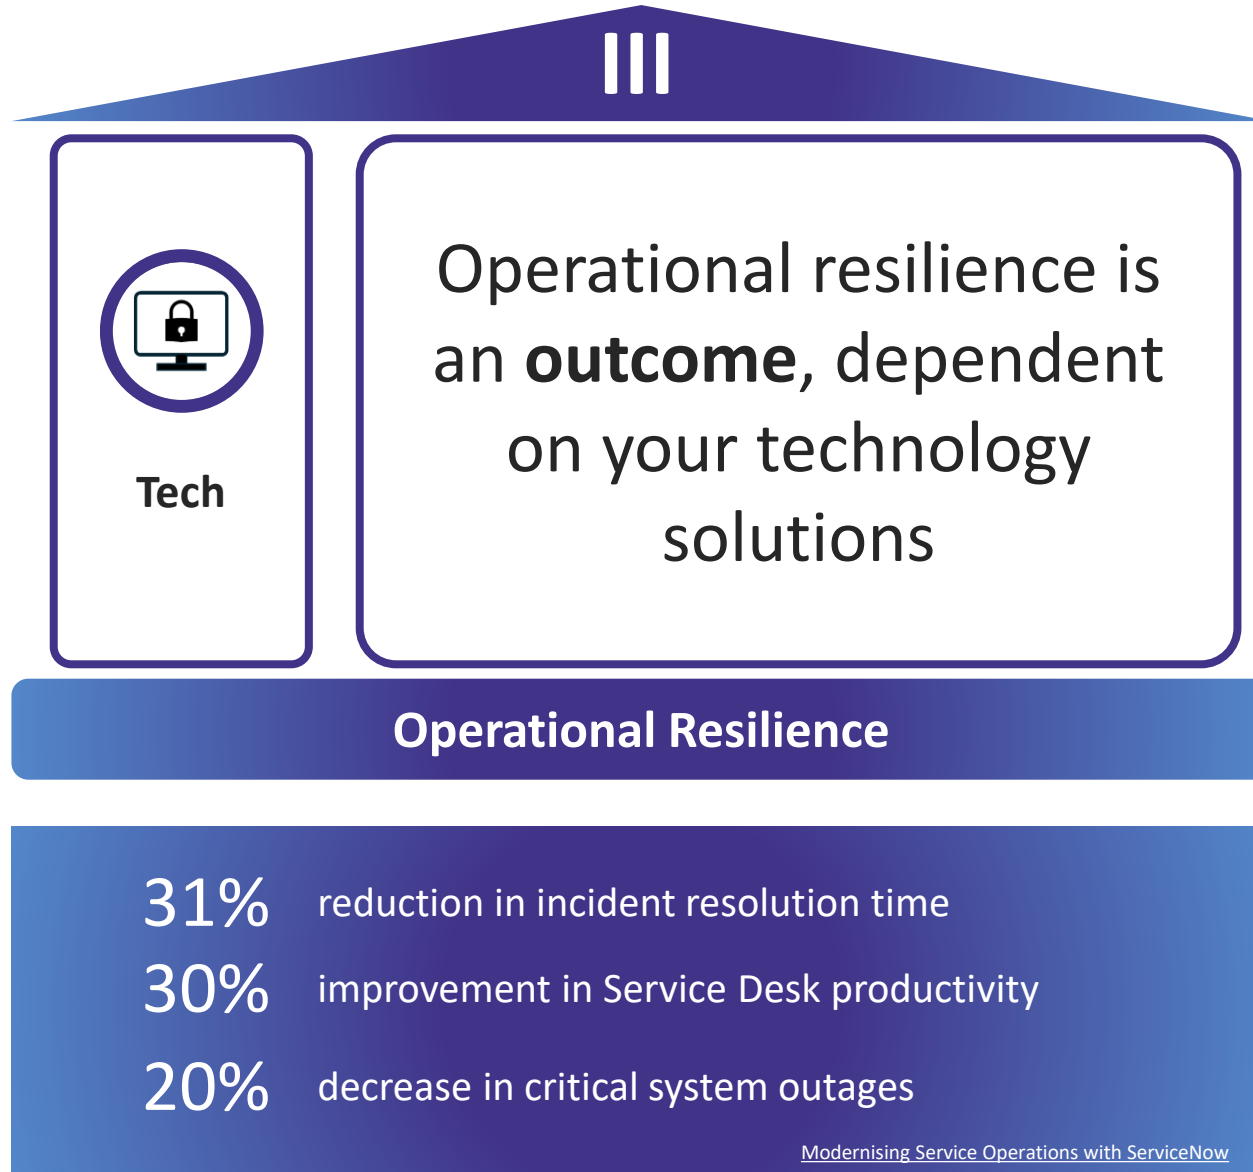 III
Tech
Operational resilience is
an outcome, dependent
on your technology
solutions
Operational Resilience
31% reduction in incident resolution time
30% improvement in Service Desk productivity
20% decrease in critical system outages
Modernising Service Operations with ServiceNow